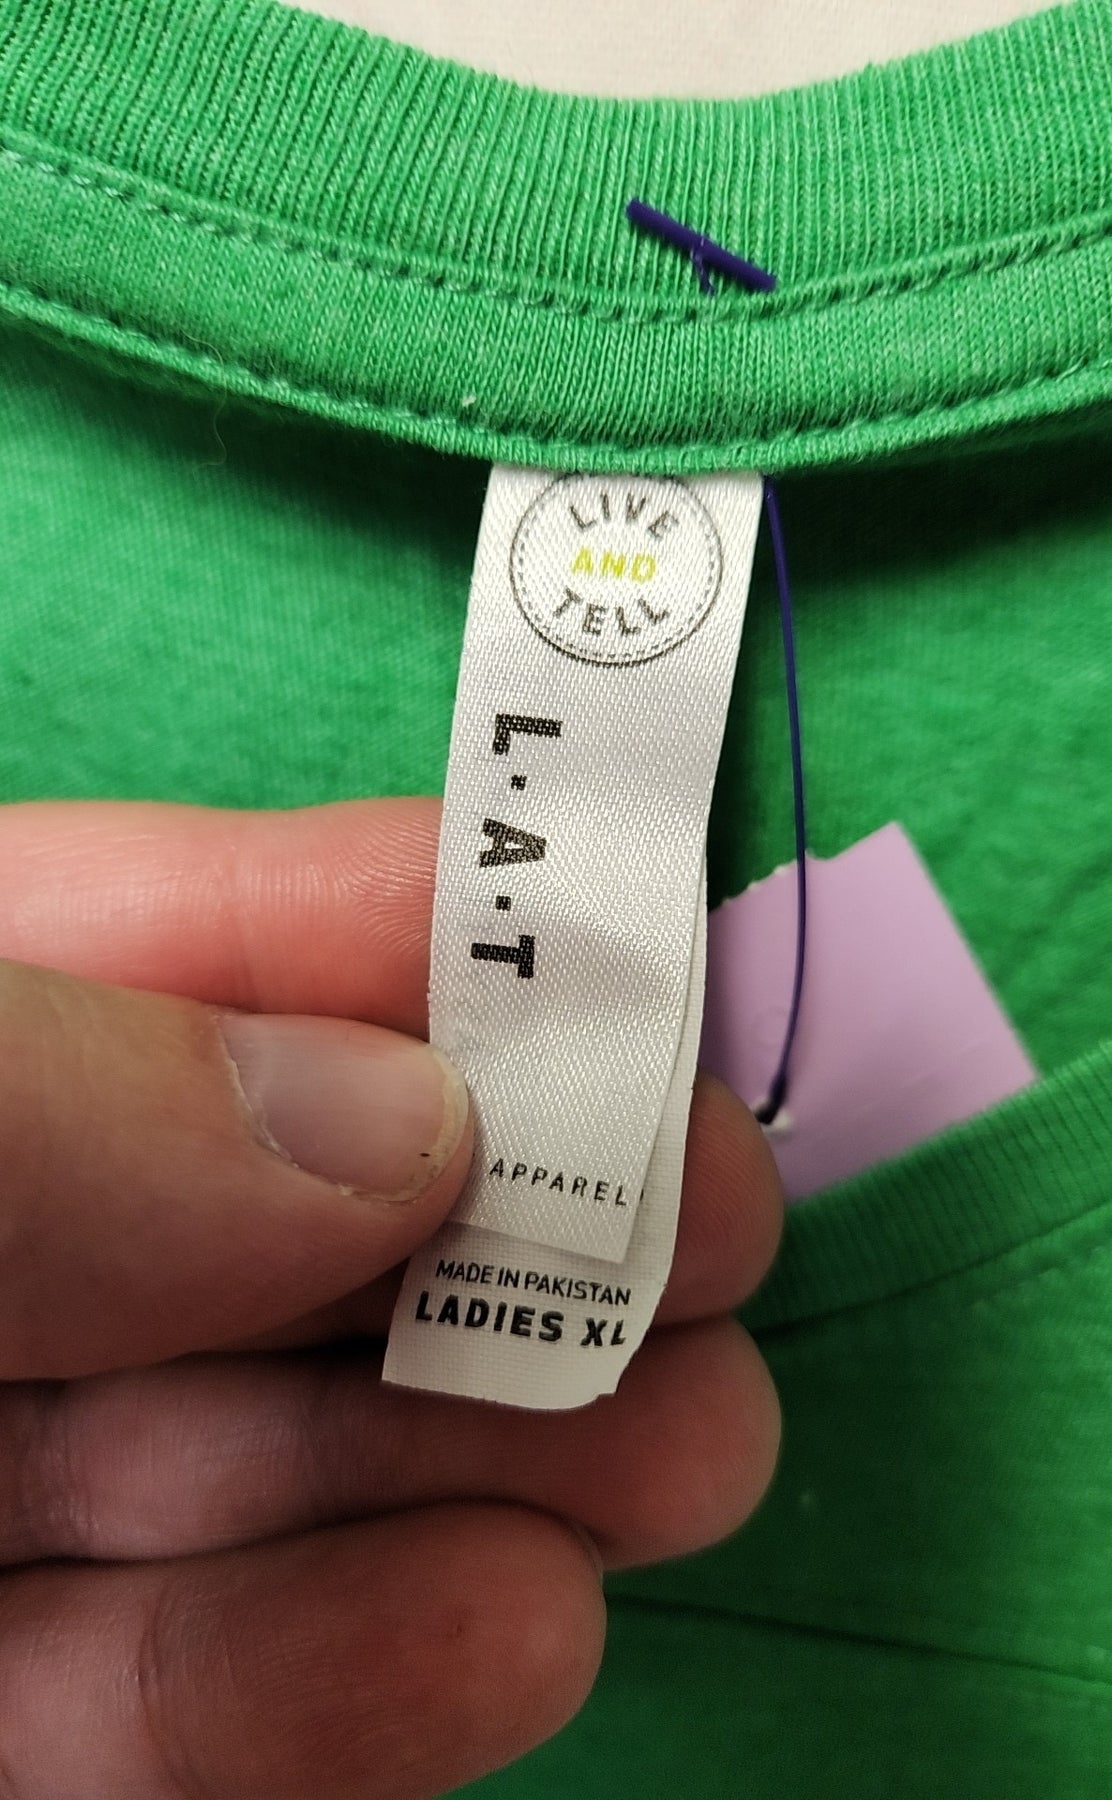 LIVE
AND
TELL
L·A·T
APPAREL
MADE IN PAKISTAN
LADIES XL